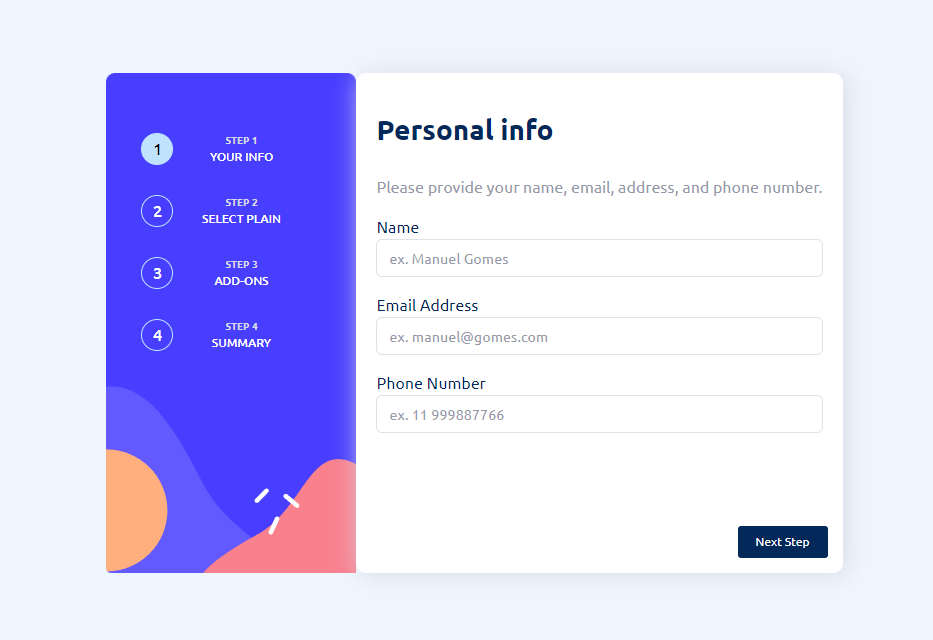 1
STEP 1
YOUR INFO
2
STEP 2
SELECT PLAIN
3
STEP 3
ADD-ONS
4
STEP 4
SUMMARY
Personal info
Please provide your name, email, address, and phone number.
Name
ex. Manuel Gomes
Email Address
ex. manuel@gomes.com
Phone Number
ex. 11 999887766
Next Step